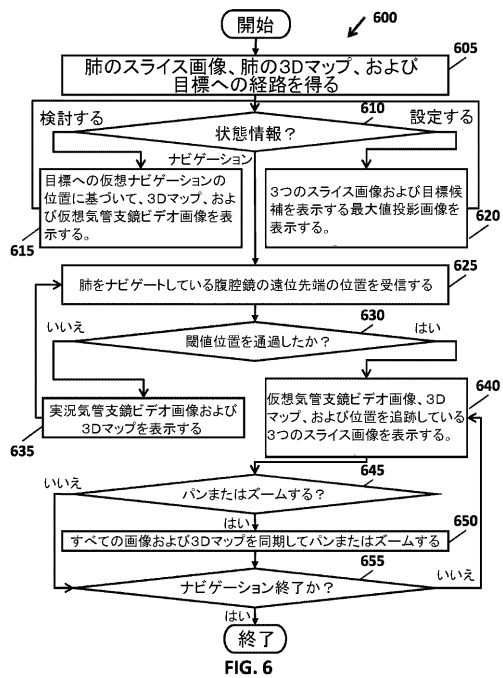 開始
600
605
肺のスライス画像、肺の3Dマップ、および
目標への経路を得る
610
検討する
設定する
状態情報?
ナビゲーション
目標への仮想ナビゲーションの
位置に基づいて、3Dマップ、お
よび仮想気管支鏡ビデオ画像を表
示する。
615
3つのスライス画像および目標候
補を表示する最大値投影画像を
表示する。
620
肺をナビゲートしている腹腔鏡の遠位先端の位置を受信する
625
630
いいえ
はい
閾値位置を通過したか?
実況気管支鏡ビデオ画像および
3Dマップを表示する
635
仮想気管支鏡ビデオ画像、3D
マップ、および位置を追跡している
3つのスライス画像を表示する。
640
645
いいえ
パンまたはズームする?
はい
650
すべての画像および3Dマップを同期してパンまたはズームする
655
いいえ
ナビゲーション終了か?
はい
終了
FIG. 6